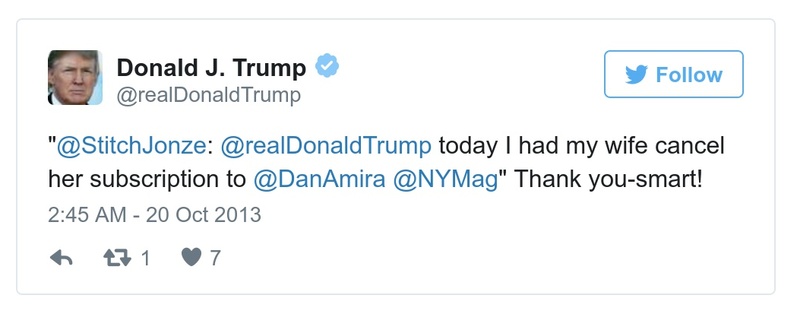 Donald J. Trump
@realDonaldTrump
Follow
"@StitchJonze: @realDonaldTrump today I had my wife cancel
her subscription to @DanAmira @NYMag" Thank you-smart!
2:45 AM - 20 Oct 2013
1 7